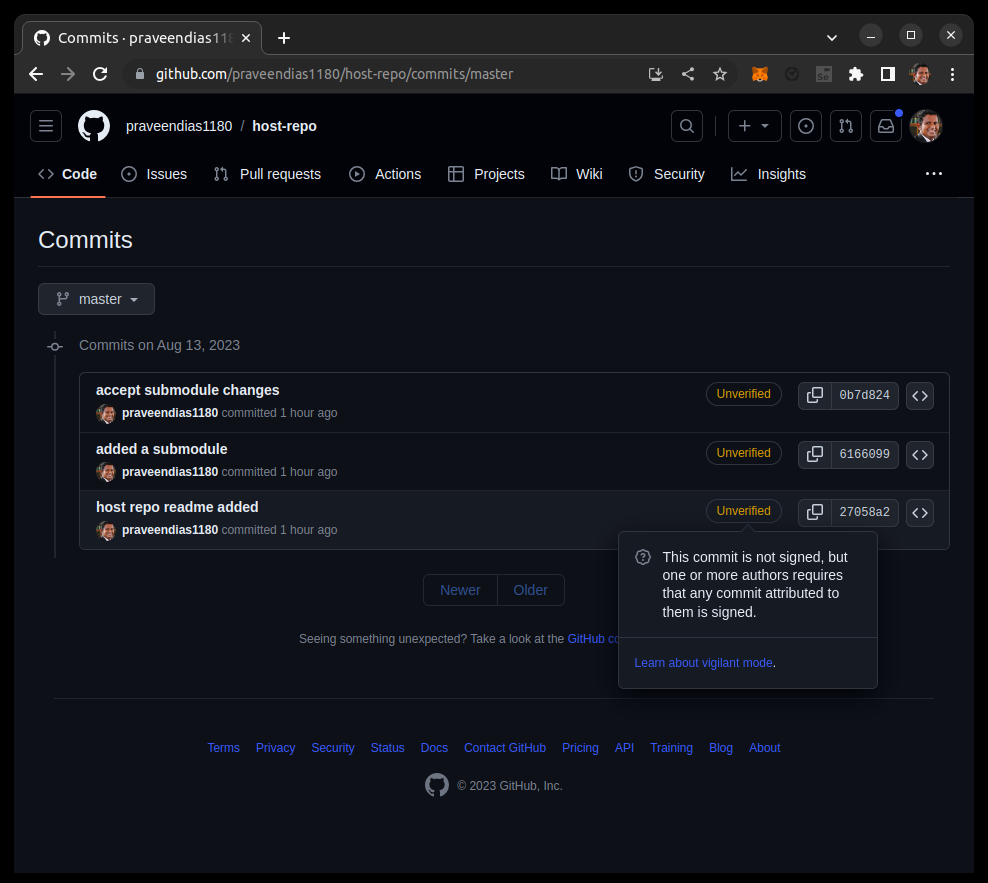 Commits · praveendias118
github.com/praveendias1180/host-repo/commits/master
praveendias1180 / host-repo
Code Issues Pull requests Actions Projects Wiki Security Insights
Commits
master
Commits on Aug 13, 2023
accept submodule changes
praveendias1180 committed 1 hour ago
Unverified
0b7d824
added a submodule
praveendias1180 committed 1 hour ago
Unverified
6166099
host repo readme added
praveendias1180 committed 1 hour ago
Unverified
27058a2
This commit is not signed, but
one or more authors requires
that any commit attributed to
them is signed.
Learn about vigilant mode.
Newer Older
Seeing something unexpected? Take a look at the GitHub co
Terms Privacy Security Status Docs Contact GitHub Pricing API Training Blog About
© 2023 GitHub, Inc.